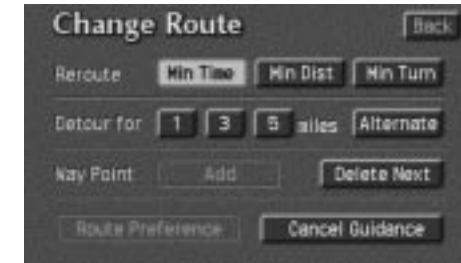 Change Route Back
Reroute Min Time Min Dist Min Turn
Detour for 1 3 5 miles Alternate
Way Point Add Delete Next
Route Preference Cancel Guidance